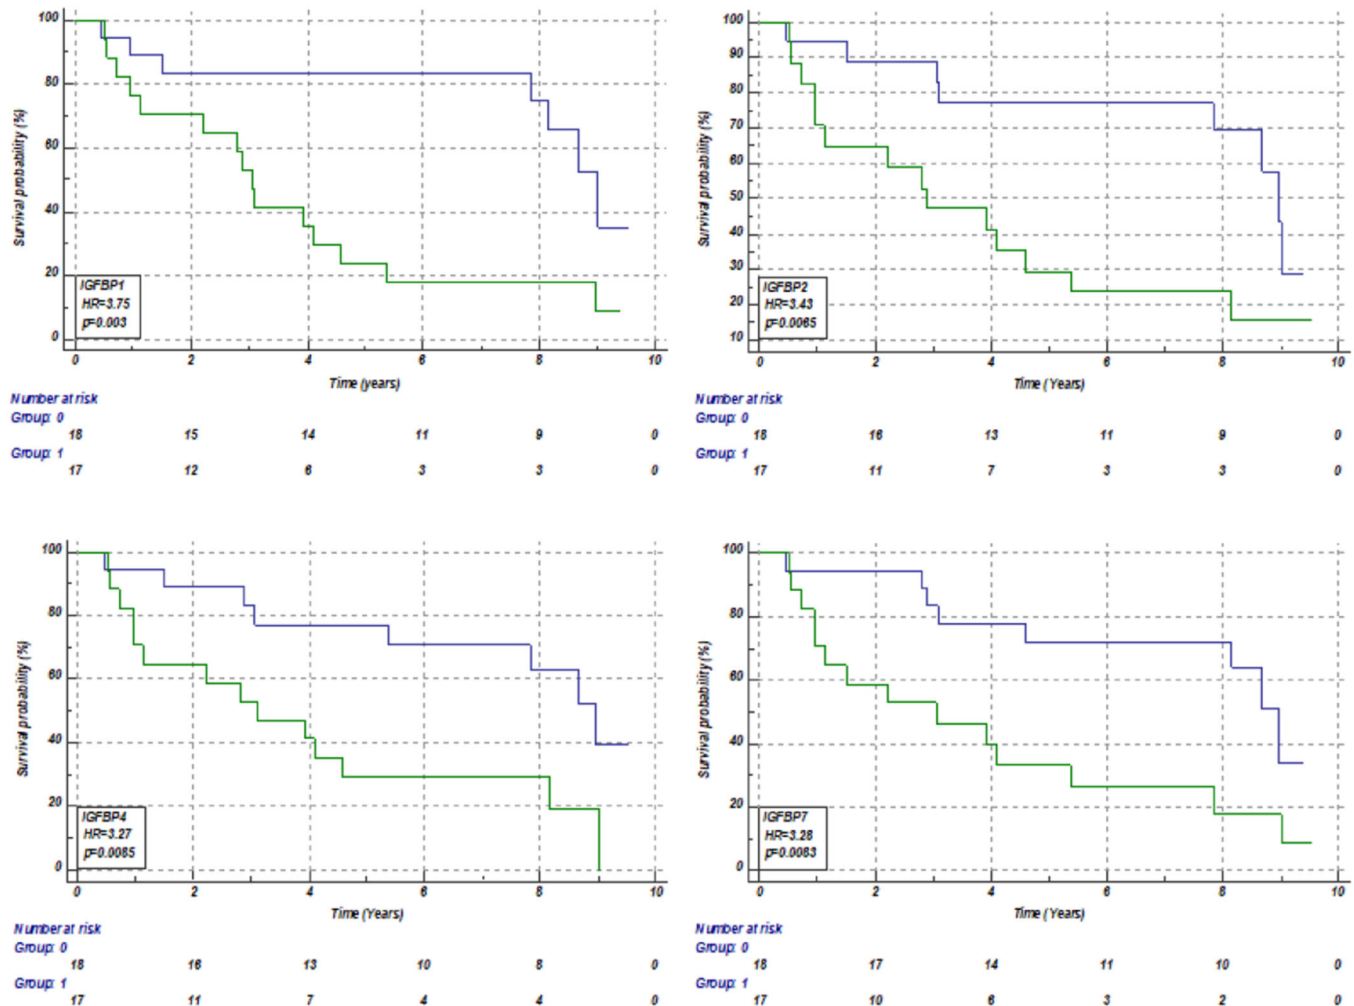 100
80
60
40
20
0
Survival probability (%)
IGFBP1
HR=3.75
p=0.003
0 2 4 6 8 10
Time (years)
Number at risk
Group: 0
18 15 14 11 9 0
Group: 1
17 12 6 3 3 0
100
90
80
70
60
50
40
30
20
10
Survival probability (%)
IGFBP2
HR=3.43
p=0.0065
0 2 4 6 8 10
Time (Years)
Number at risk
Group: 0
18 16 13 11 9 0
Group: 1
17 11 7 3 3 0
100
80
60
40
20
0
Survival probability (%)
IGFBP4
HR=3.27
p=0.0085
0 2 4 6 8 10
Time (Years)
Number at risk
Group: 0
18 16 13 10 8 0
Group: 1
17 11 7 4 4 0
100
80
60
40
20
0
Survival probability (%)
IGFBP7
HR=3.28
p=0.0083
0 2 4 6 8 10
Time (Years)
Number at risk
Group: 0
18 17 14 11 10 0
Group: 1
17 10 6 3 2 0